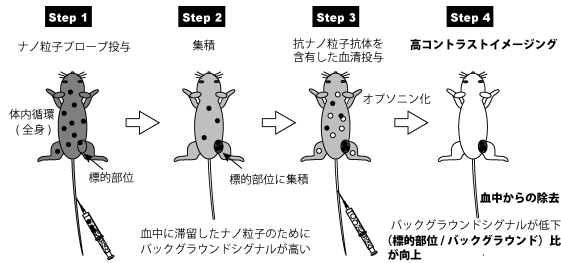 Step 1
ナノ粒子プローブ投与
体内循環
(全身)
標的部位
Step 2
集積
標的部位に集積
血中に滞留したナノ粒子のために
バックグラウンドシグナルが高い
Step 3
抗ナノ粒子抗体を
含有した血清投与
オプソニン化
Step 4
高コントラストイメージング
血中からの除去
バックグラウンドシグナルが低下
(標的部位/バックグラウンド)比
が向上